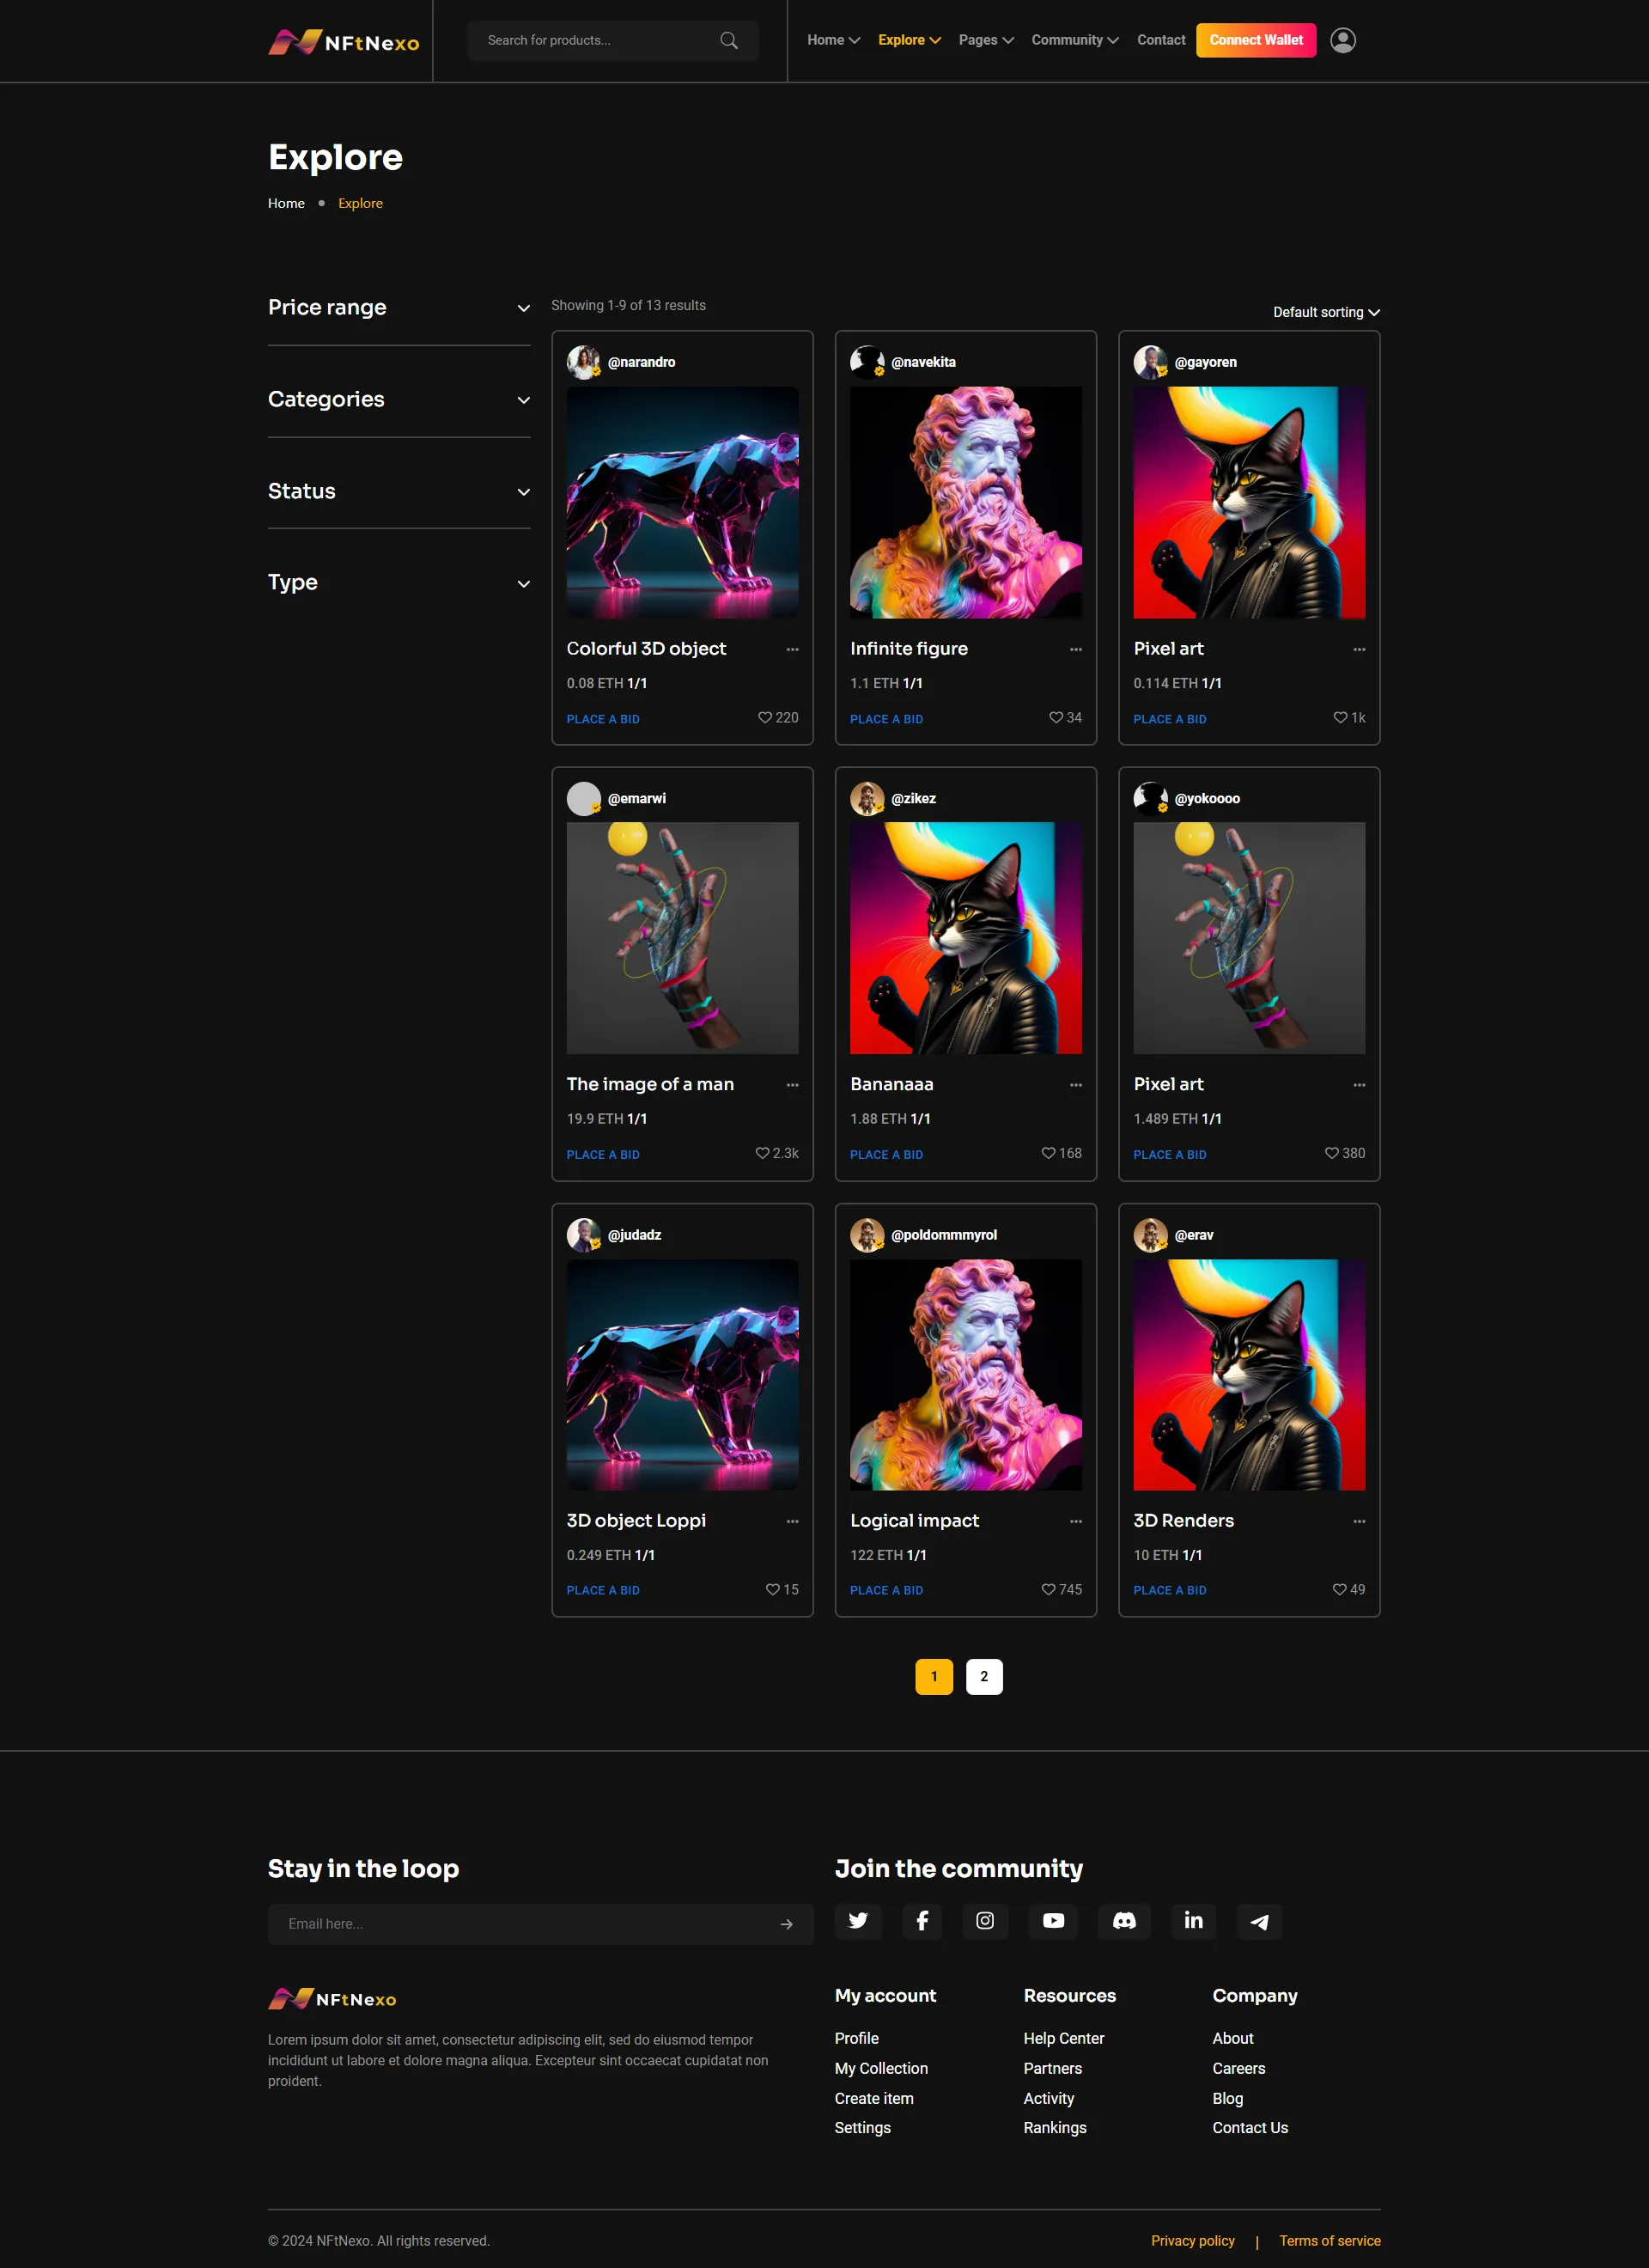 NFtNexo
Search for products...
Home
Explore
Pages
Community
Contact
Connect Wallet
Explore
Home
Explore
Price range
Categories
Status
Type
Showing 1-9 of 13 results
Default sorting
@narandro
Colorful 3D object
0.08 ETH 1/1
PLACE A BID
220
@navekita
Infinite figure
1.1 ETH 1/1
PLACE A BID
34
@gayoren
Pixel art
0.114 ETH 1/1
PLACE A BID
1k
@emarwi
The image of a man
19.9 ETH 1/1
PLACE A BID
2.3k
@zikez
Bananaaa
1.88 ETH 1/1
PLACE A BID
168
@yokoooo
Pixel art
1.489 ETH 1/1
PLACE A BID
380
@judadz
3D object Loppi
0.249 ETH 1/1
PLACE A BID
15
@poldommmyrol
Logical impact
122 ETH 1/1
PLACE A BID
745
@erav
3D Renders
10 ETH 1/1
PLACE A BID
49
1
2
Stay in the loop
Email here...
Join the community
NFtNexo
Lorem ipsum dolor sit amet, consectetur adipiscing elit, sed do eiusmod tempor
incididunt ut labore et dolore magna aliqua. Excepteur sint occaecat cupidatat non
proident.
My account
Profile
My Collection
Create item
Settings
Resources
Help Center
Partners
Activity
Rankings
Company
About
Careers
Blog
Contact Us
© 2024 NFtNexo. All rights reserved.
Privacy policy | Terms of service